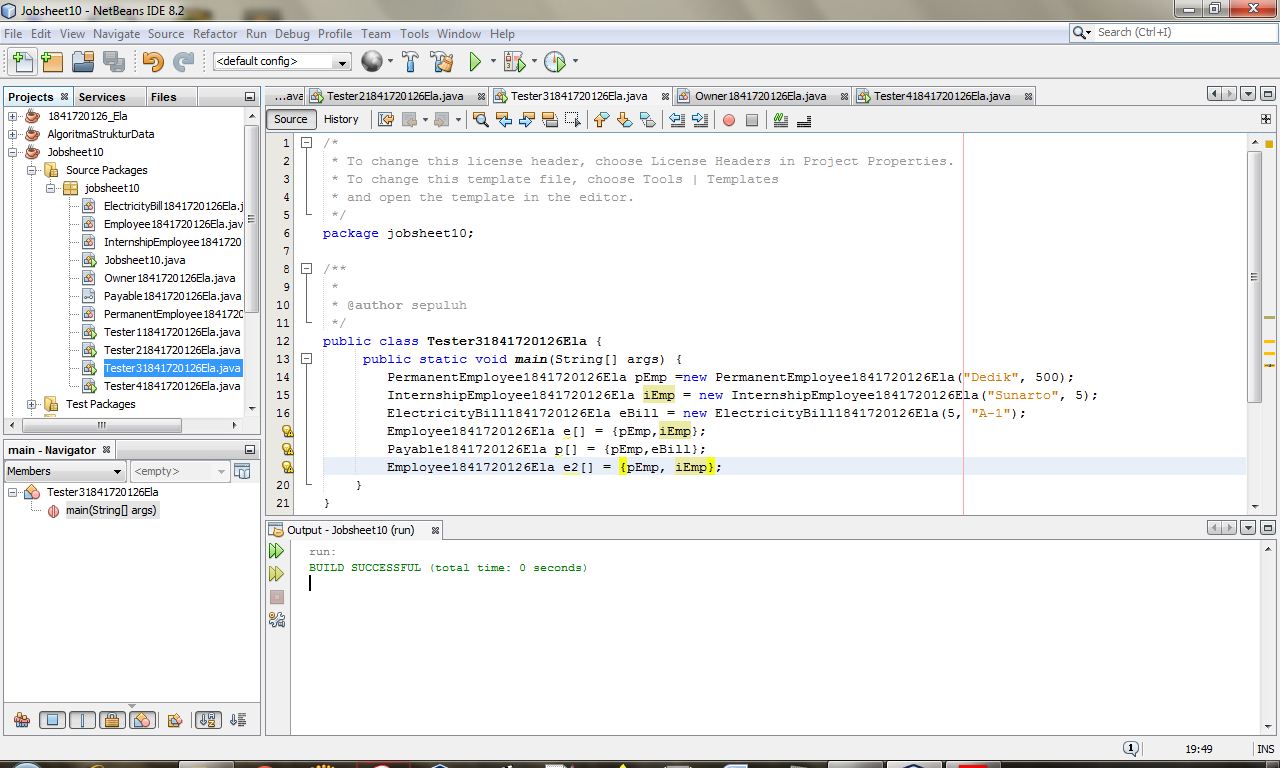 Jobsheet10 - NetBeans IDE 8.2
File Edit View Navigate Source Refactor Run Debug Profile Team Tools Window Help
Search (Ctrl+I)
<default config>
Projects Services Files
1841720126_Ela
AlgoritmaStrukturData
Jobsheet10
Source Packages
jobsheet10
ElectricityBill1841720126Ela.j
Employee1841720126Ela.jav
InternshipEmployee1841720
Jobsheet10.java
Owner1841720126Ela.java
Payable1841720126Ela.java
PermanentEmployee1841720
Tester11841720126Ela.java
Tester21841720126Ela.java
Tester31841720126Ela.java
Tester41841720126Ela.java
Test Packages
main - Navigator
Members <empty>
Tester31841720126Ela
main(String[] args)
...ava Tester21841720126Ela.java Tester31841720126Ela.java Owner1841720126Ela.java Tester41841720126Ela.java
Source History
1 /*
2 * To change this license header, choose License Headers in Project Properties.
3 * To change this template file, choose Tools | Templates
4 * and open the template in the editor.
5 */
6 package jobsheet10;
7
8 /**
9 *
10 * @author sepuluh
11 */
12 public class Tester31841720126Ela {
13 public static void main(String[] args) {
14 PermanentEmployee1841720126Ela pEmp =new PermanentEmployee1841720126Ela("Dedik", 500);
15 InternshipEmployee1841720126Ela iEmp = new InternshipEmployee1841720126Ela("Sunarto", 5);
16 ElectricityBill1841720126Ela eBill = new ElectricityBill1841720126Ela(5, "A-1");
Employee1841720126Ela e[] = {pEmp,iEmp};
Payable1841720126Ela p[] = {pEmp,eBill};
Employee1841720126Ela e2[] = {pEmp, iEmp};
20 }
21 }
Output - Jobsheet10 (run)
run:
BUILD SUCCESSFUL (total time: 0 seconds)
1 19:49 INS